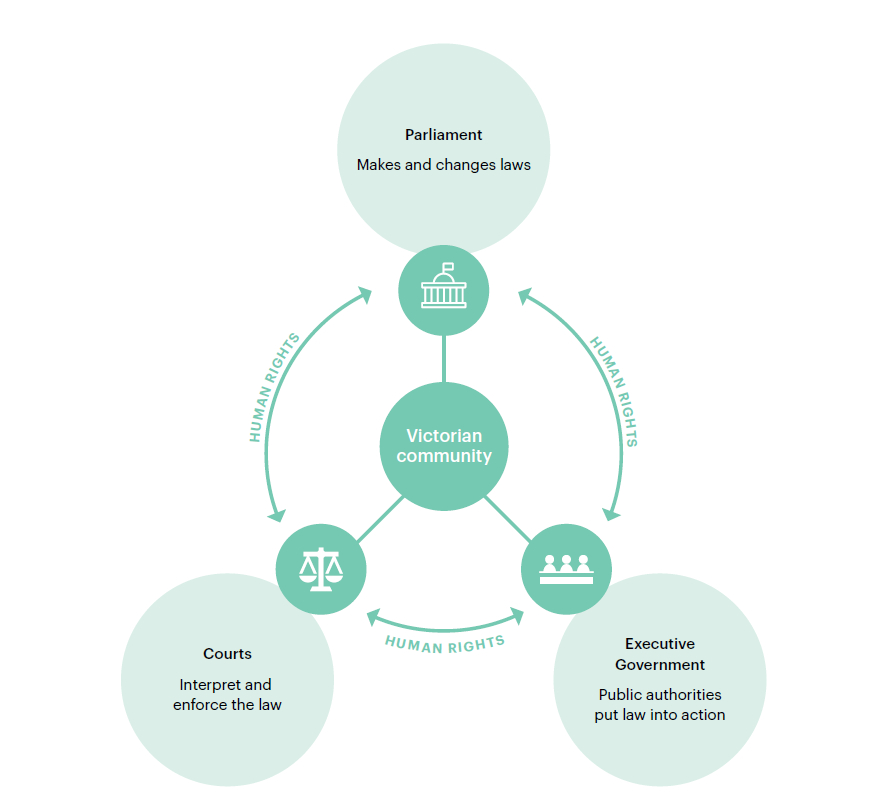 Parliament
Makes and changes laws
HUMAN RIGHTS
HUMAN RIGHTS
Victorian
community
HUMAN RIGHTS
Courts
Interpret and
enforce the law
Executive
Government
Public authorities
put law into action